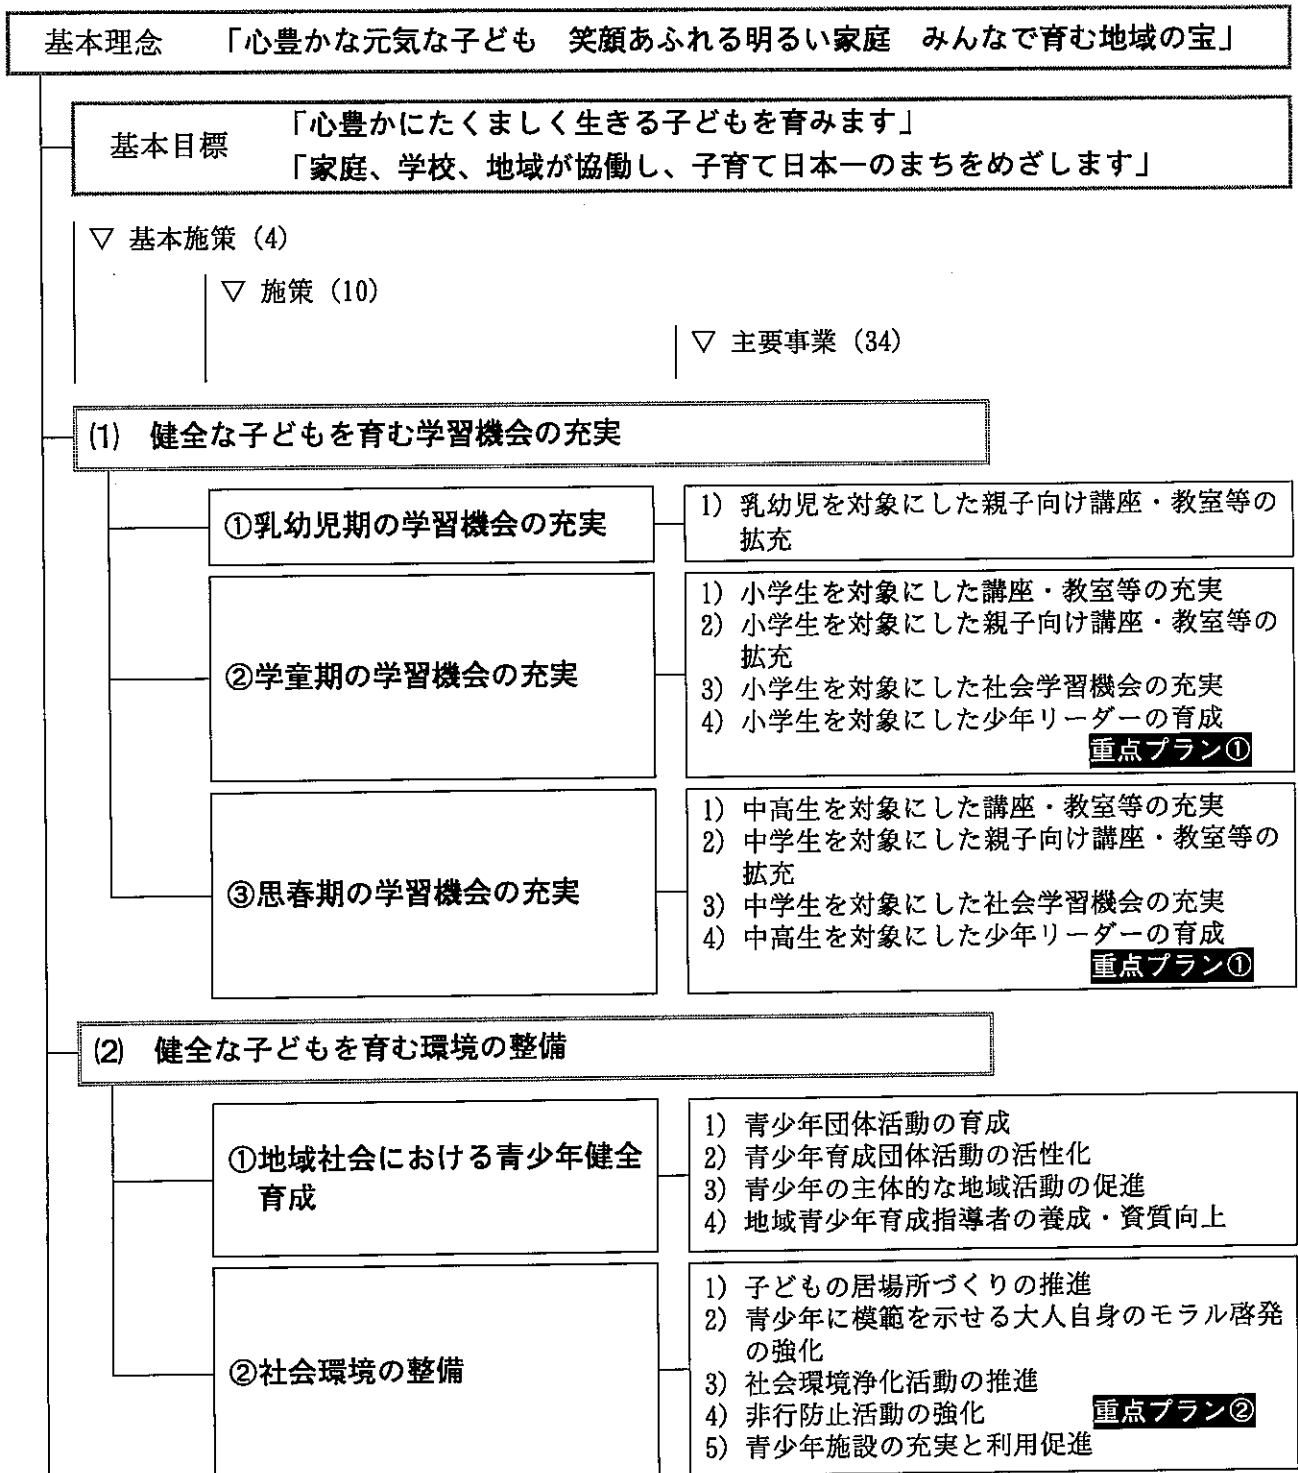 基本理念 「心豊かな元気な子ども 笑顔あふれる明るい家庭 みんなで育む地域の宝」
基本目標 「心豊かにたくましく生きる子どもを育みます」
「家庭、学校、地域が協働し、子育て日本一のまちをめざします」
▽ 基本施策 (4)
▽ 施策 (10)
▽ 主要事業 (34)
(1) 健全な子どもを育む学習機会の充実
①乳幼児期の学習機会の充実
1) 乳幼児を対象にした親子向け講座・教室等の
拡充
②学童期の学習機会の充実
1) 小学生を対象にした講座・教室等の充実
2) 小学生を対象にした親子向け講座・教室等の
拡充
3) 小学生を対象にした社会学習機会の充実
4) 小学生を対象にした少年リーダーの育成
重点プラン①
③思春期の学習機会の充実
1) 中高生を対象にした講座・教室等の充実
2) 中学生を対象にした親子向け講座・教室等の
拡充
3) 中学生を対象にした社会学習機会の充実
4) 中高生を対象にした少年リーダーの育成
重点プラン①
(2) 健全な子どもを育む環境の整備
①地域社会における青少年健全
育成
1) 青少年団体活動の育成
2) 青少年育成団体活動の活性化
3) 青少年の主体的な地域活動の促進
4) 地域青少年育成指導者の養成・資質向上
②社会環境の整備
1) 子どもの居場所づくりの推進
2) 青少年に模範を示せる大人自身のモラル啓発
の強化
3) 社会環境浄化活動の推進
4) 非行防止活動の強化 重点プラン②
5) 青少年施設の充実と利用促進